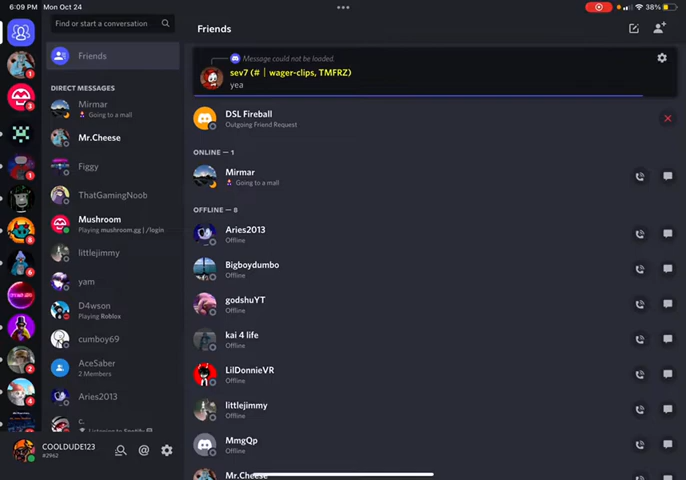 6:09 PM Mon Oct 24
38%
Find or start a conversation
Friends
DIRECT MESSAGES
Mirmar
Going to a mall
Mr.Cheese
Figgy
ThatGamingNoob
Mushroom
Playing mushroom.gg | /login
littlejimmy
yam
D4wson
Playing Roblox
cumboy69
AceSaber
2 Members
Aries2013
c.
Listening to Spotify
COOLDUDE123
#2962
Friends
Message could not be loaded.
sev7 (# | wager-clips, TMFRZ)
yea
DSL Fireball
Outgoing Friend Request
ONLINE — 1
Mirmar
Going to a mall
OFFLINE — 8
Aries2013
Offline
Bigboydumbo
Offline
godshuYT
Offline
kai 4 life
Offline
LilDonnieVR
Offline
littlejimmy
Offline
MmgQp
Offline
Mr.Cheese